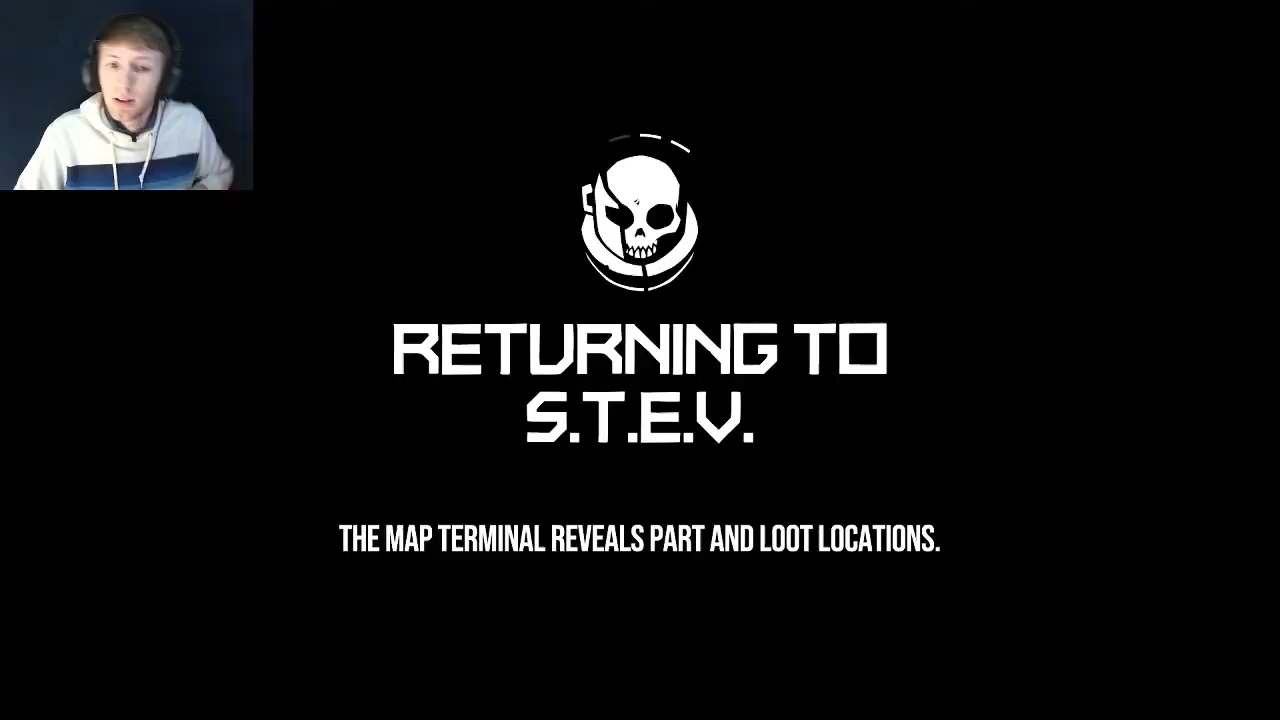 RETURNING TO
S.T.E.V.
THE MAP TERMINAL REVEALS PART AND LOOT LOCATIONS.